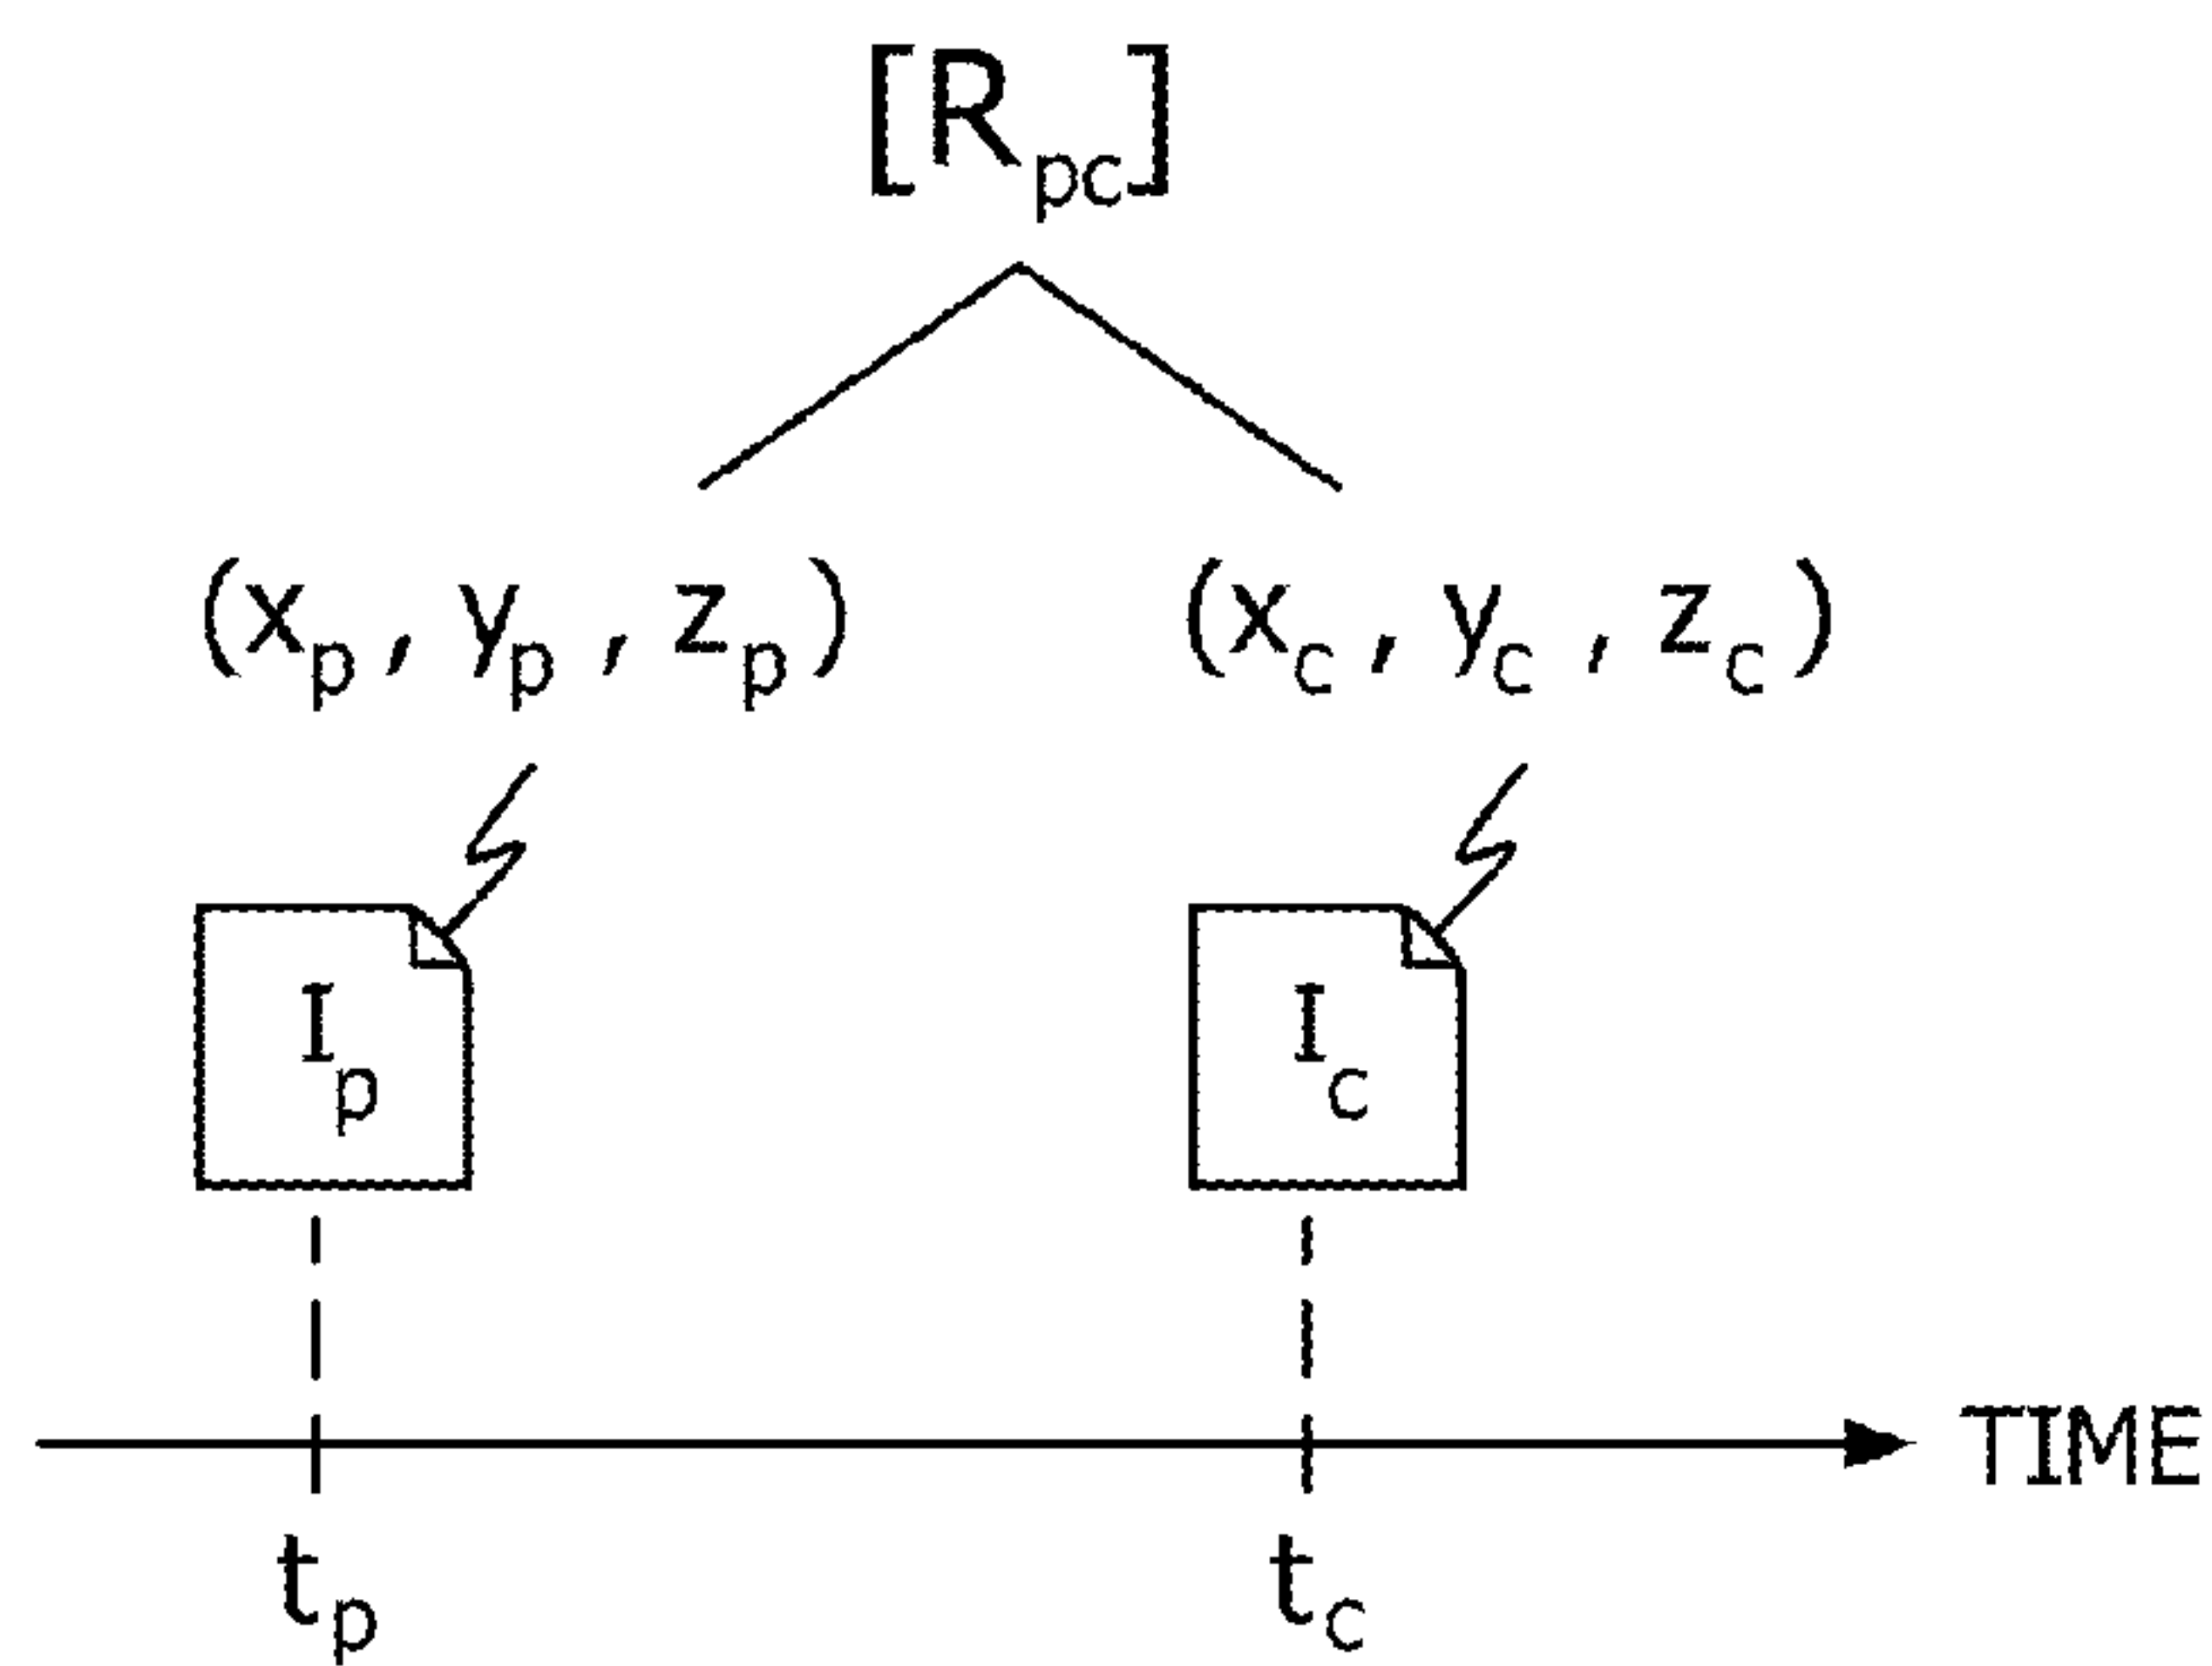 [R_pc]
(x_p, y_p, z_p) (x_c, y_c, z_c)
I_p I_c
TIME
t_p t_c